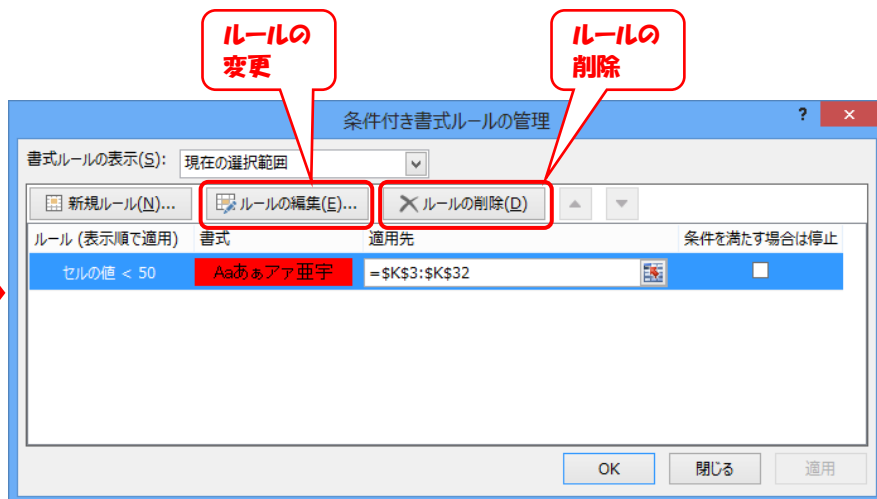 ルールの
変更
ルールの
削除
条件付き書式ルールの管理
? ×
書式ルールの表示(S): 現在の選択範囲
新規ルール(N)... ルールの編集(E)... ルールの削除(D)
ルール (表示順で適用) 書式 適用先 条件を満たす場合は停止
セルの値 < 50 Aaあぁアァ亜宇 =$K$3:$K$32
OK 閉じる 適用